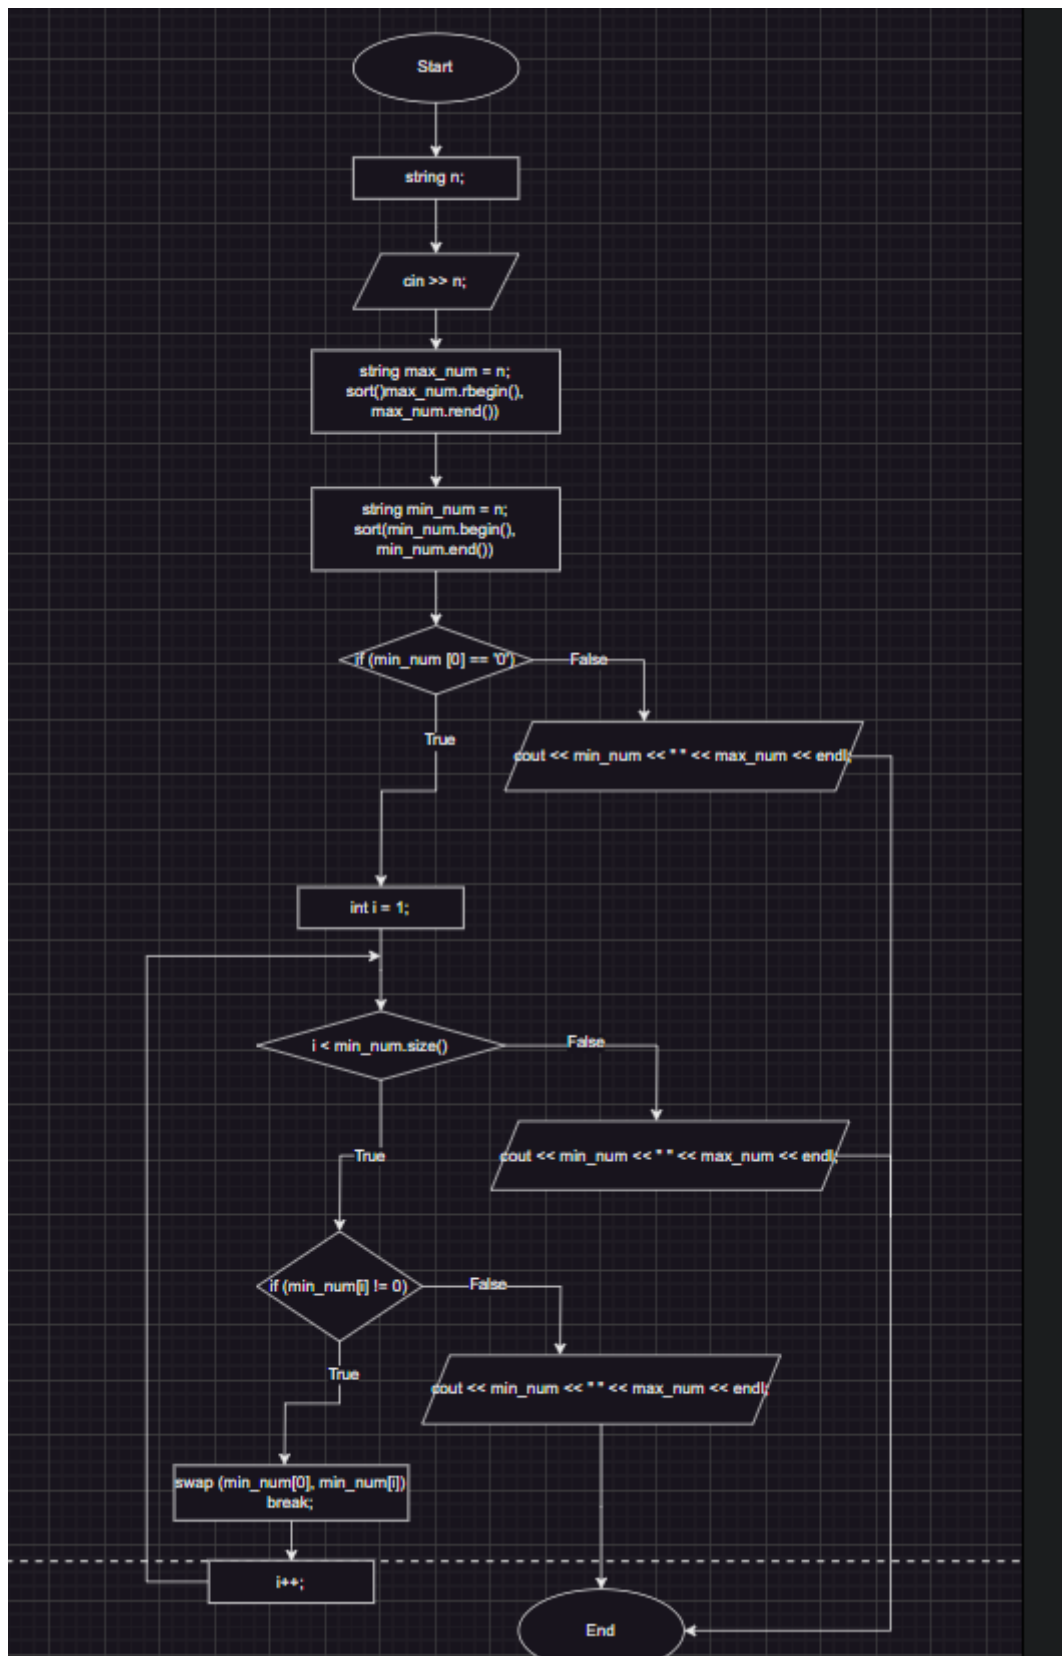 Start
string n;
cin >> n;
string max_num = n;
sort()max_num.rbegin(),
max_num.rend())
string min_num = n;
sort(min_num.begin(),
min_num.end())
if (min_num [0] == '0')
False
True
cout << min_num << " " << max_num << endl;
int i = 1;
i < min_num.size()
False
cout << min_num << " " << max_num << endl;
True
if (min_num[i] != 0)
False
True
cout << min_num << " " << max_num << endl;
swap (min_num[0], min_num[i])
break;
i++;
End